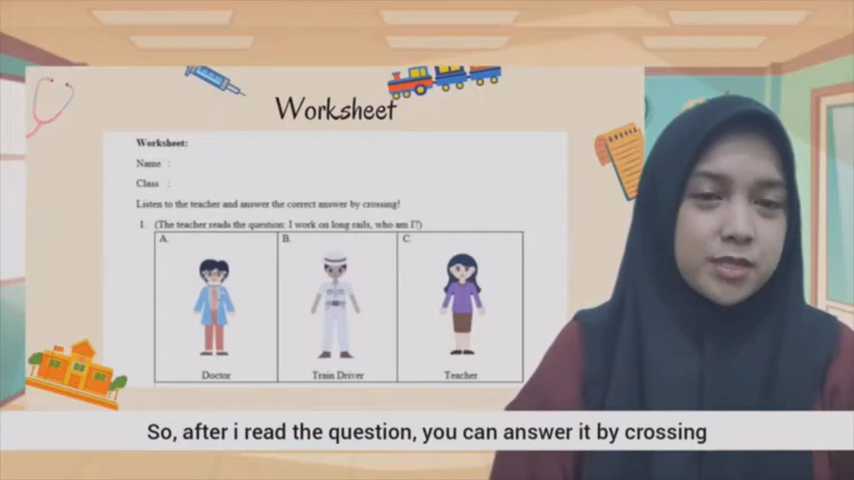 Worksheet
Worksheet:
Name :
Class :
Listen to the teacher and answer the correct answer by crossing!
1. (The teacher reads the question: I work on long rails, who am I?)
A. B. C.
Doctor Train Driver Teacher
So, after i read the question, you can answer it by crossing